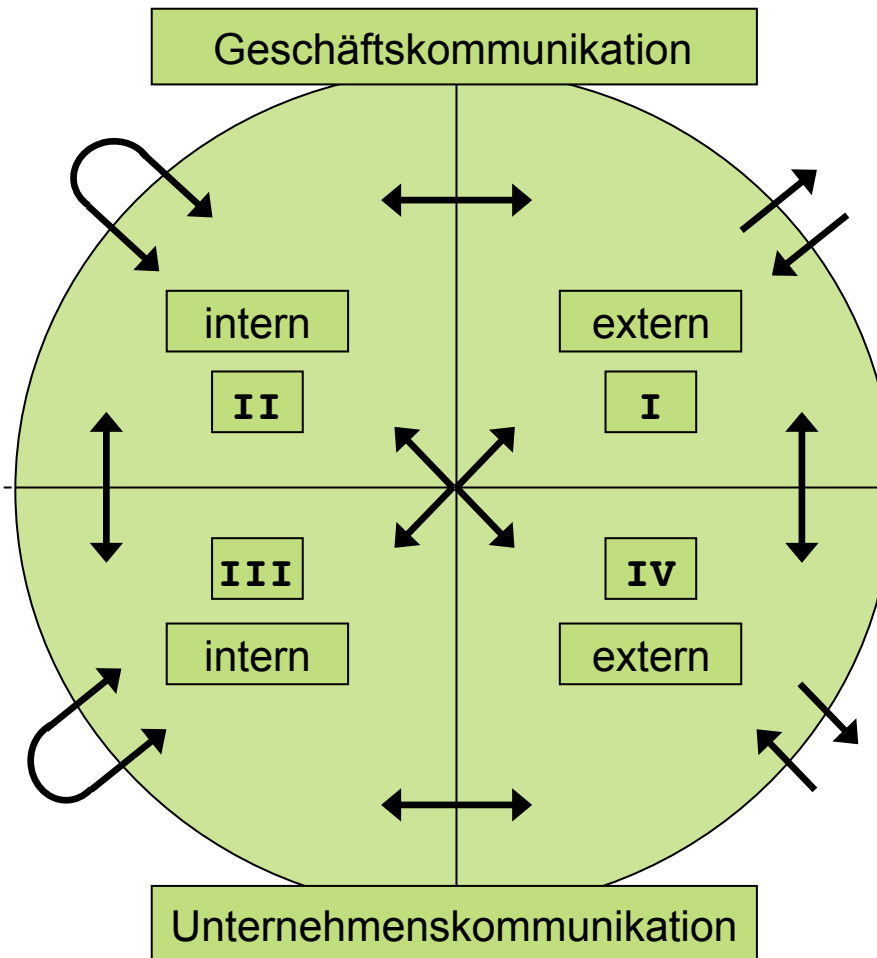 Geschäftskommunikation
intern extern
II I
III IV
intern extern
Unternehmenskommunikation